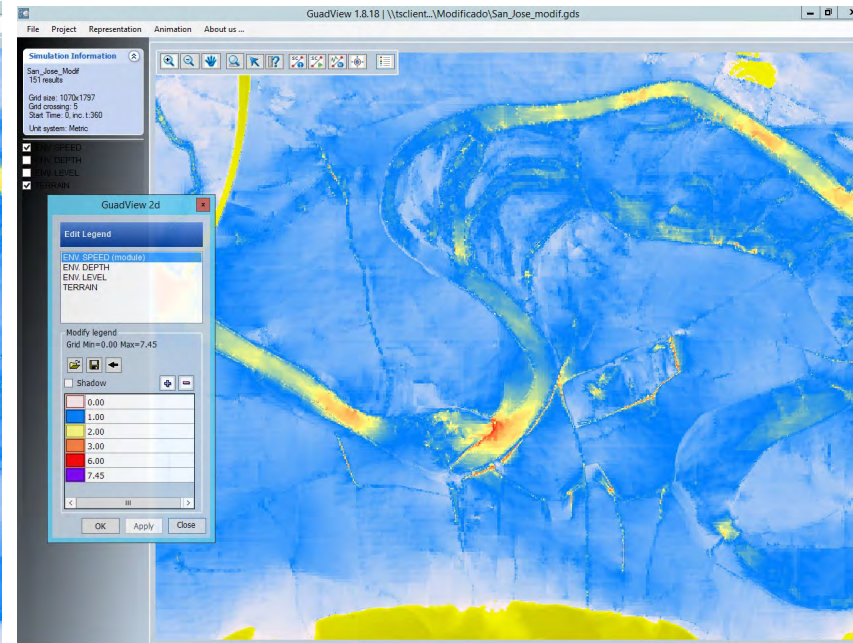 GuadView 1.8.18 | \\tsclient...\Modificado\San_Jose_modif.gds
File Project Representation Animation About us ...
Simulation Information
San_Jose_Modif
151 results
Grid size: 1070x1797
Grid crossing: 5
Start Time: 0, inc. t:360
Unit system: Metric
ENV. SPEED
ENV. DEPTH
ENV. LEVEL
TERRAIN
GuadView 2d
Edit Legend
ENV. SPEED (module)
ENV. DEPTH
ENV. LEVEL
TERRAIN
Modify legend
Grid Min=0.00 Max=7.45
Shadow
0.00
1.00
2.00
3.00
6.00
7.45
OK Apply Close